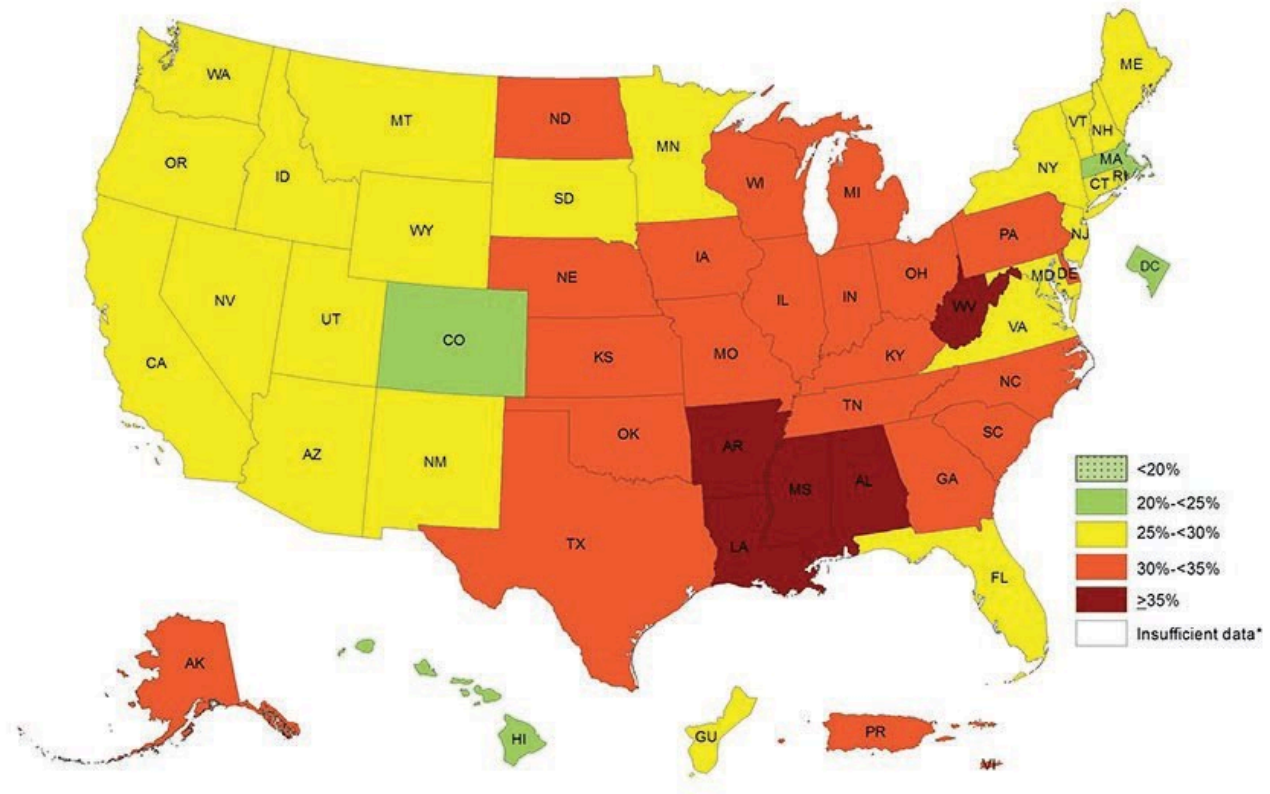 WA
MT
ND
MN
ME
VT
NH
OR
ID
SD
WI
MI
NY
MA
CT
RI
WY
IA
PA
NJ
NE
OH
MD
DE
DC
NV
UT
CO
IL
IN
WV
VA
CA
KS
MO
KY
NC
AZ
NM
OK
TN
AR
SC
MS
AL
GA
TX
LA
FL
<20%
20%-<25%
25%-<30%
30%-<35%
≥35%
Insufficient data*
AK
HI
GU
PR
VI